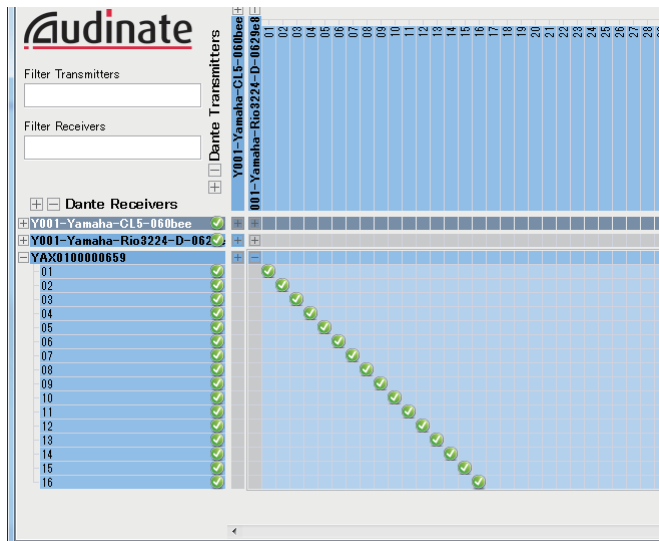 Audinate
Filter Transmitters
Filter Receivers
Dante Transmitters
Y001-Yamaha-CL5-060bee
001-Yamaha-Rio3224-D-0629e8
01 02 03 04 05 06 07 08 09 10 11 12 13 14 15 16 17 18 19 20 21 22 23 24 25 26 27 28
Dante Receivers
Y001-Yamaha-CL5-060bee
Y001-Yamaha-Rio3224-D-062
YAX0100000659
01
02
03
04
05
06
07
08
09
10
11
12
13
14
15
16